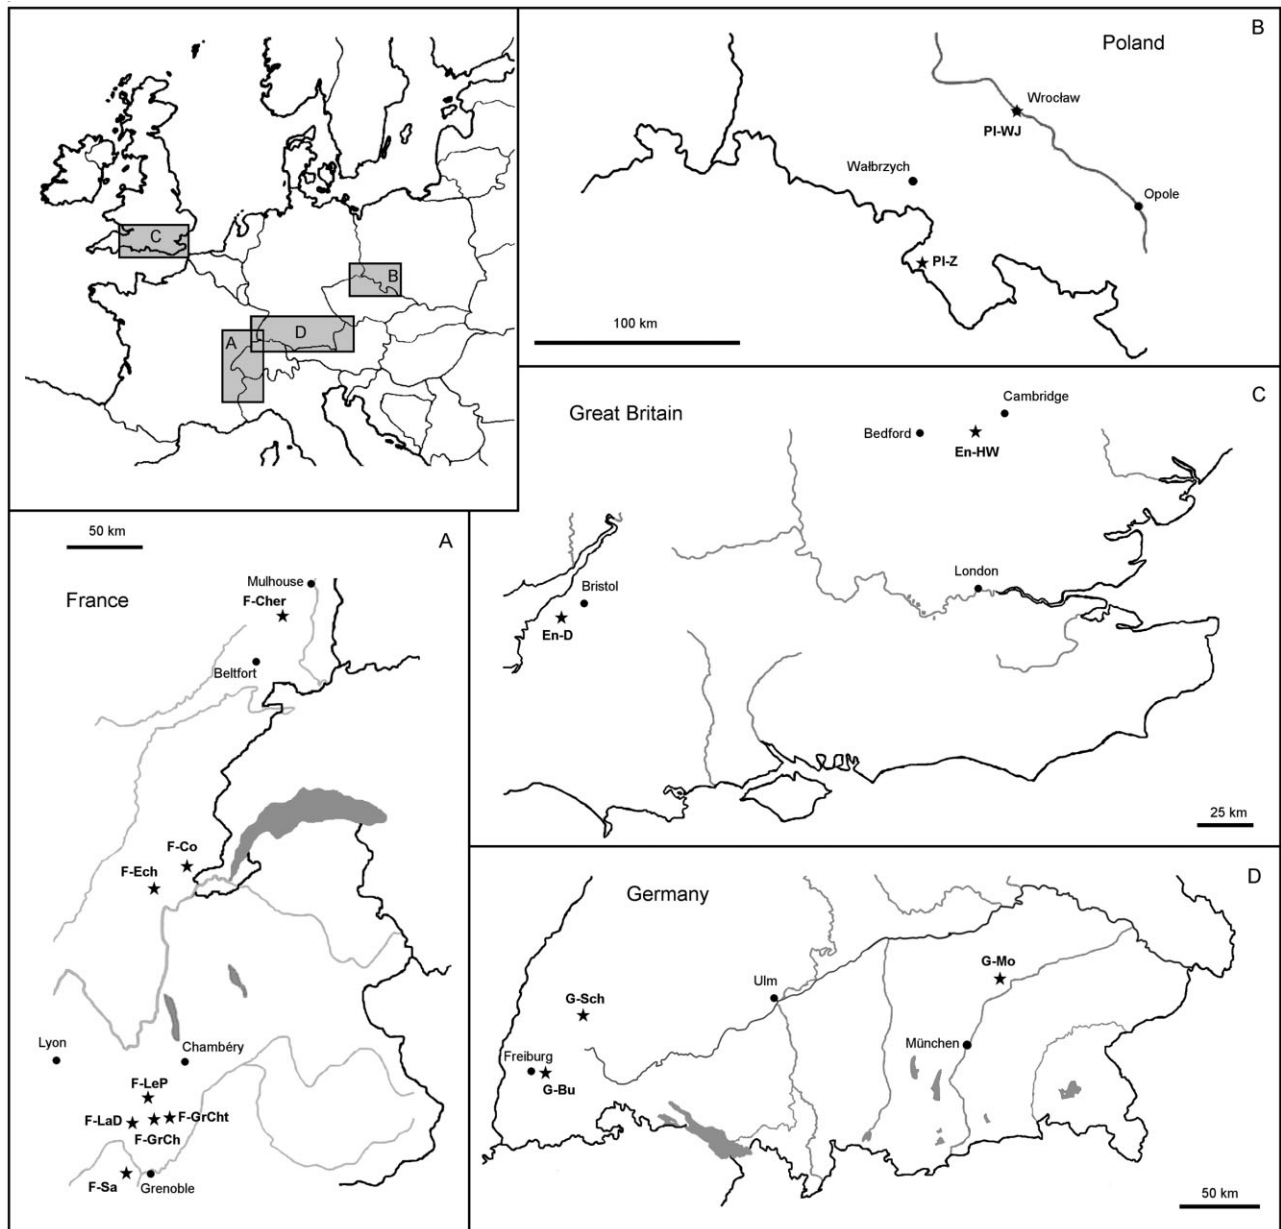 C
B
D
A
B
Poland
Wrocław
PI-WJ
Wałbrzych
Opole
PI-Z
100 km
C
Great Britain
Cambridge
Bedford
En-HW
London
Bristol
En-D
25 km
50 km
A
Mulhouse
France
F-Cher
Beltfort
F-Co
F-Ech
Lyon
Chambéry
F-LeP
F-LaD
F-GrCht
F-GrCh
F-Sa
Grenoble
D
Germany
G-Mo
Ulm
G-Sch
München
Freiburg
G-Bu
50 km